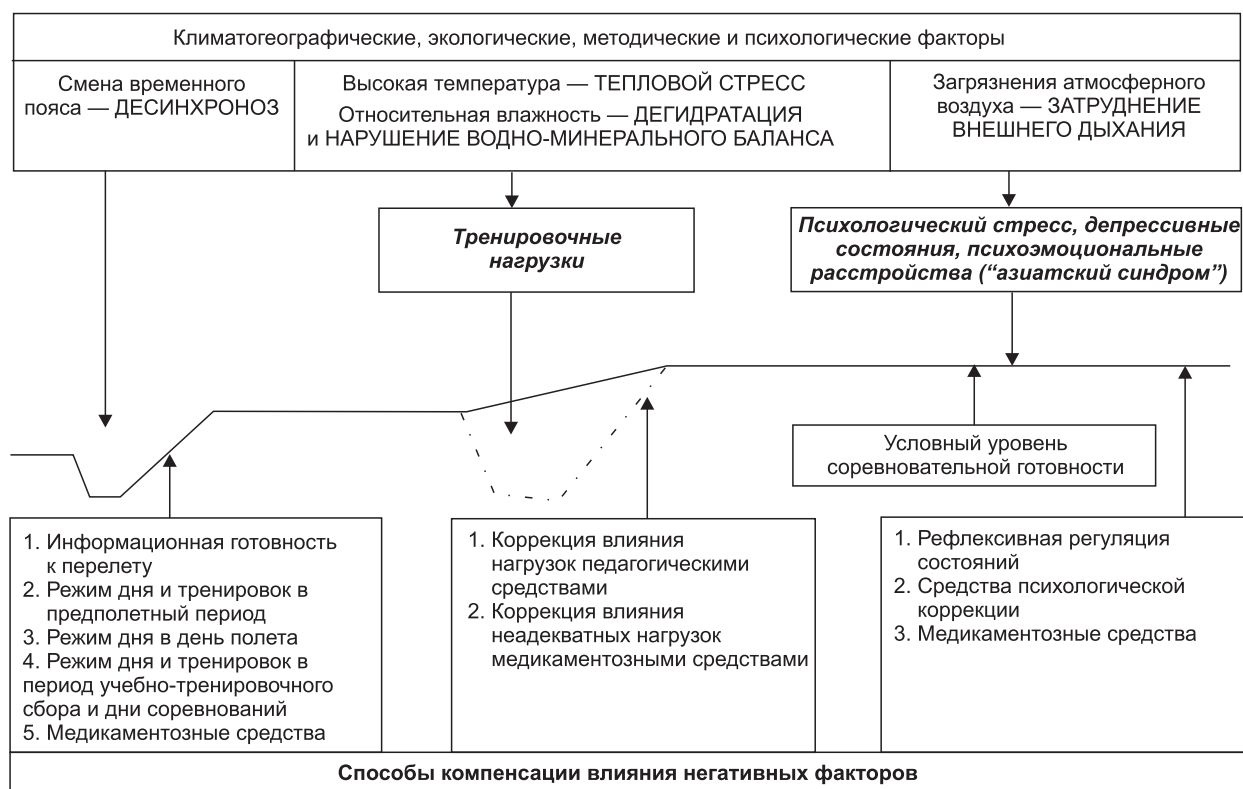 Климатогеографические, экологические, методические и психологические факторы
Смена временного
пояса — ДЕСИНХРОНОЗ
Высокая температура — ТЕПЛОВОЙ СТРЕСС
Относительная влажность — ДЕГИДРАТАЦИЯ
и НАРУШЕНИЕ ВОДНО-МИНЕРАЛЬНОГО БАЛАНСА
Загрязнения атмосферного
воздуха — ЗАТРУДНЕНИЕ
ВНЕШНЕГО ДЫХАНИЯ
Тренировочные
нагрузки
Психологический стресс, депрессивные
состояния, психоэмоциональные
расстройства (“азиатский синдром”)
Условный уровень
соревновательной готовности
1. Информационная готовность
к перелету
2. Режим дня и тренировок в
предполетный период
3. Режим дня в день полета
4. Режим дня и тренировок в
период учебно-тренировочного
сбора и дни соревнований
5. Медикаментозные средства
1. Коррекция влияния
нагрузок педагогическими
средствами
2. Коррекция влияния
неадекватных нагрузок
медикаментозными средствами
1. Рефлексивная регуляция
состояний
2. Средства психологической
коррекции
3. Медикаментозные средства
Способы компенсации влияния негативных факторов